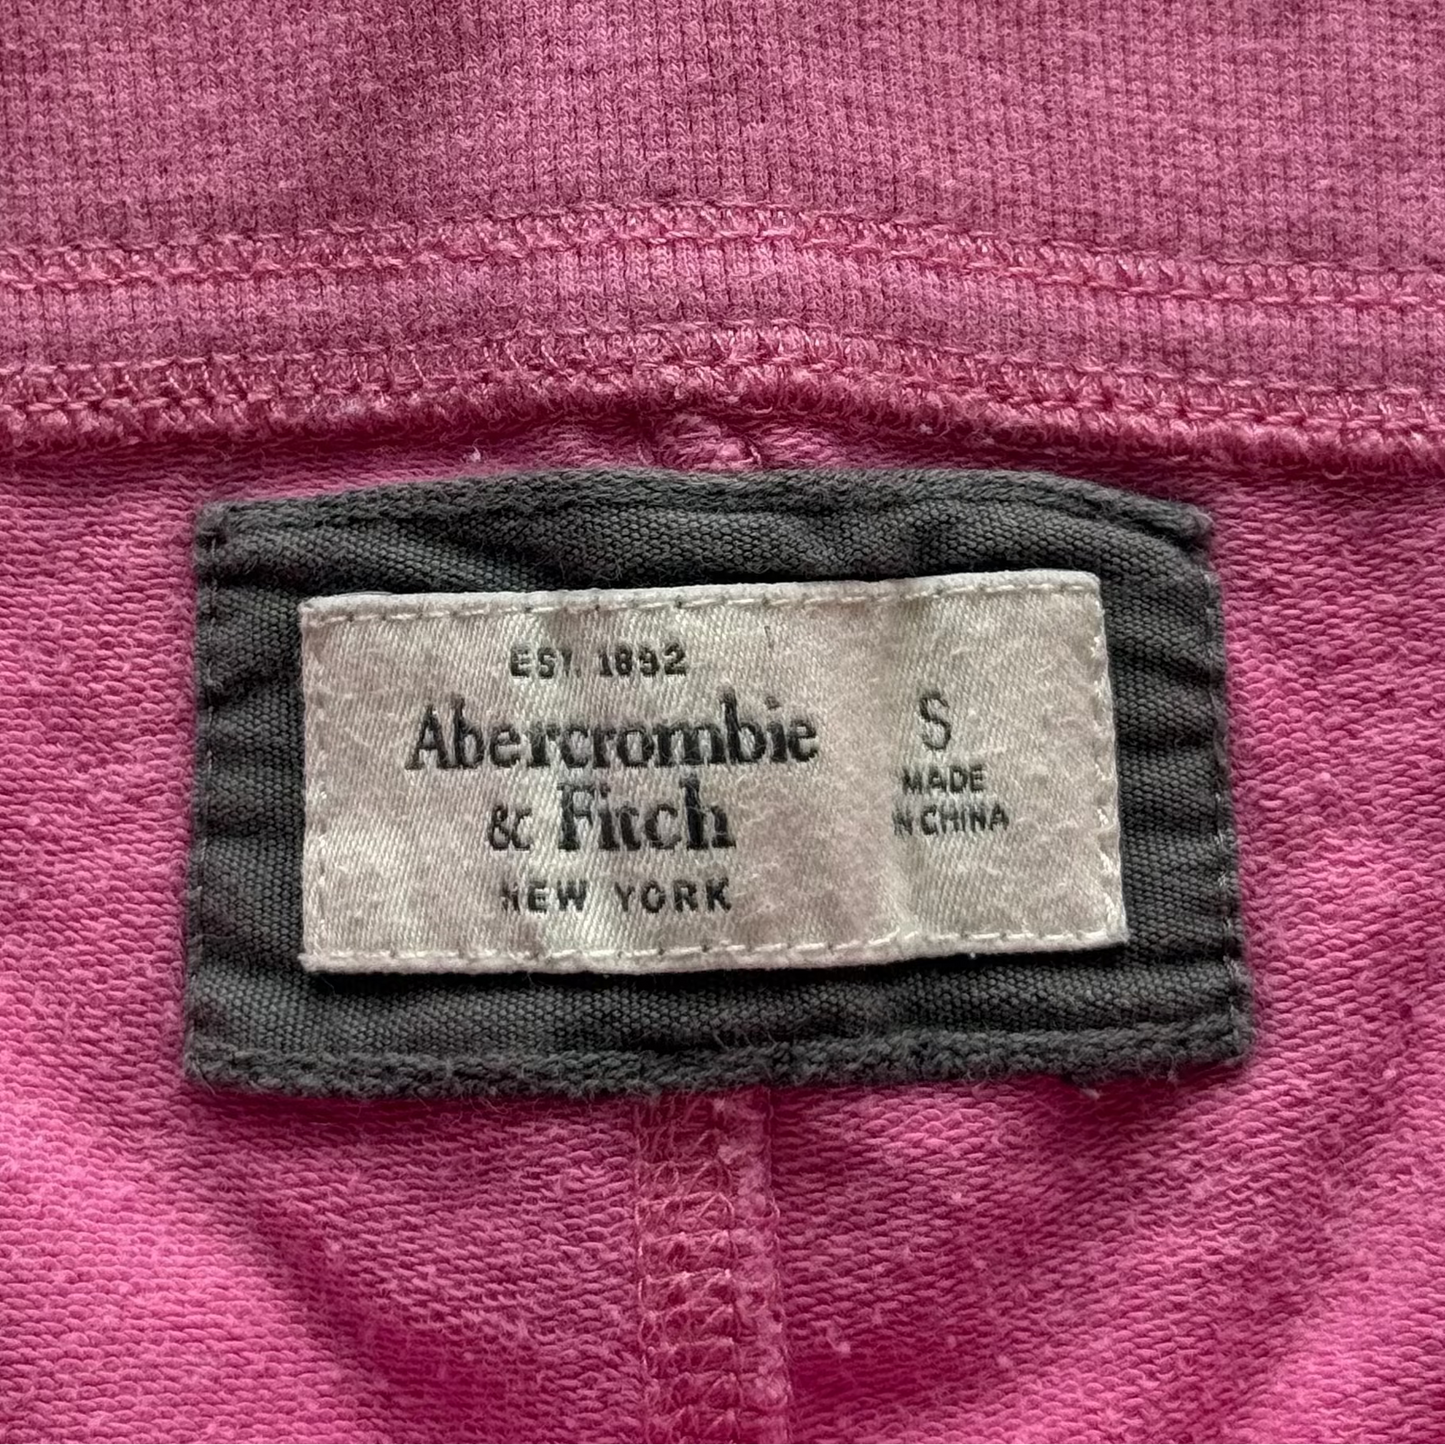 EST. 1892
Abercrombie
& Fitch
NEW YORK
S
MADE
IN CHINA